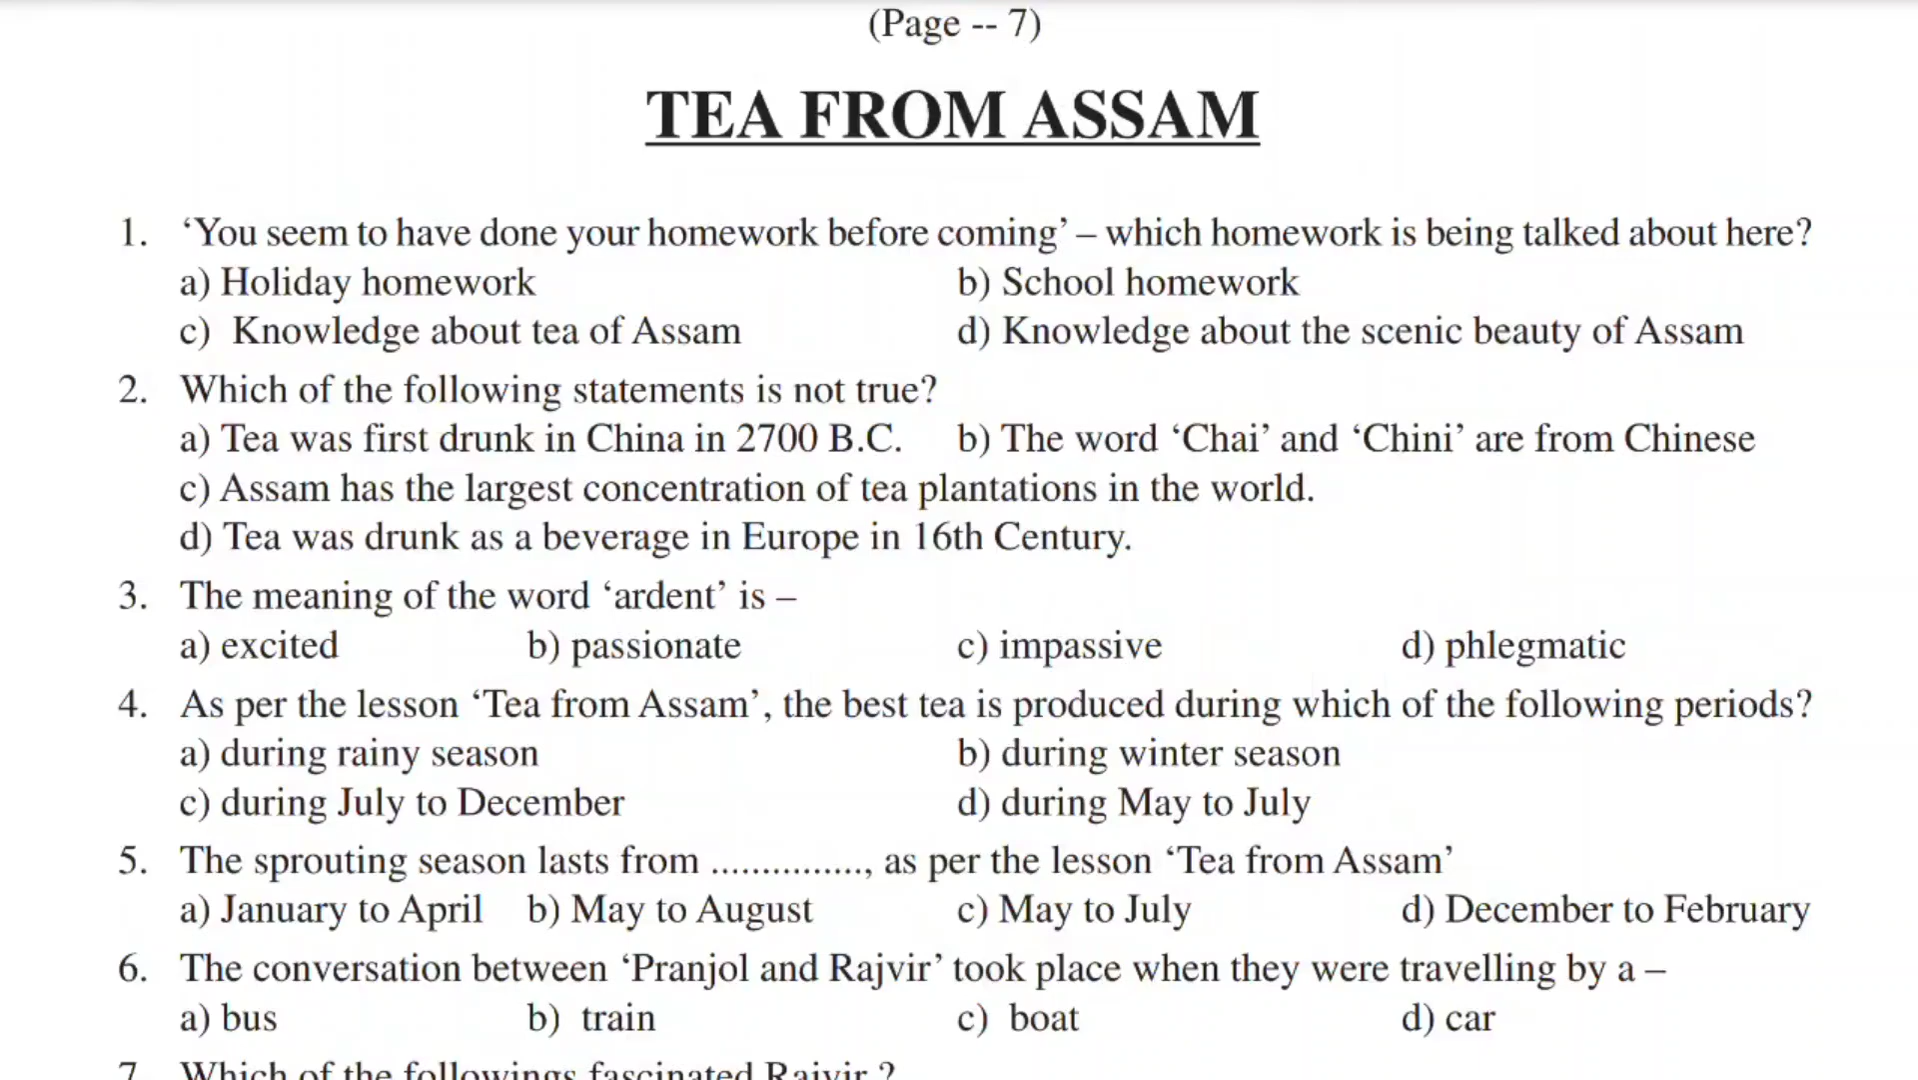 (Page -- 7)
TEA FROM ASSAM
1. ‘You seem to have done your homework before coming’ – which homework is being talked about here?
a) Holiday homework b) School homework
c) Knowledge about tea of Assam d) Knowledge about the scenic beauty of Assam
2. Which of the following statements is not true?
a) Tea was first drunk in China in 2700 B.C. b) The word ‘Chai’ and ‘Chini’ are from Chinese
c) Assam has the largest concentration of tea plantations in the world.
d) Tea was drunk as a beverage in Europe in 16th Century.
3. The meaning of the word ‘ardent’ is –
a) excited b) passionate c) impassive d) phlegmatic
4. As per the lesson ‘Tea from Assam’, the best tea is produced during which of the following periods?
a) during rainy season b) during winter season
c) during July to December d) during May to July
5. The sprouting season lasts from ..............., as per the lesson ‘Tea from Assam’
a) January to April b) May to August c) May to July d) December to February
6. The conversation between ‘Pranjol and Rajvir’ took place when they were travelling by a –
a) bus b) train c) boat d) car
7. Which of the followings fascinated Rajvir ?